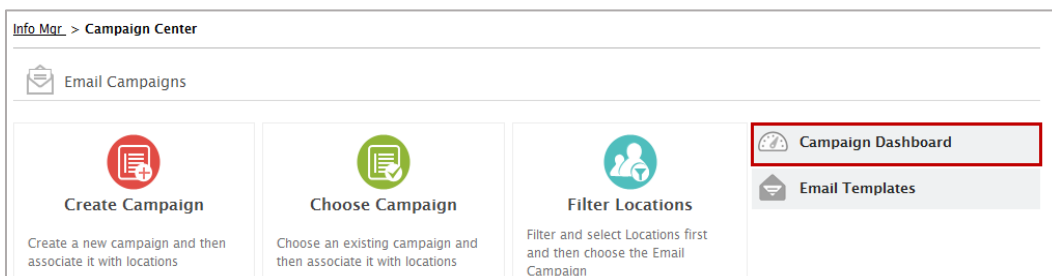 Info Mgr > Campaign Center
Email Campaigns
Create Campaign
Create a new campaign and then
associate it with locations
Choose Campaign
Choose an existing campaign and
then associate it with locations
Filter Locations
Filter and select Locations first
and then choose the Email
Campaign
Campaign Dashboard
Email Templates